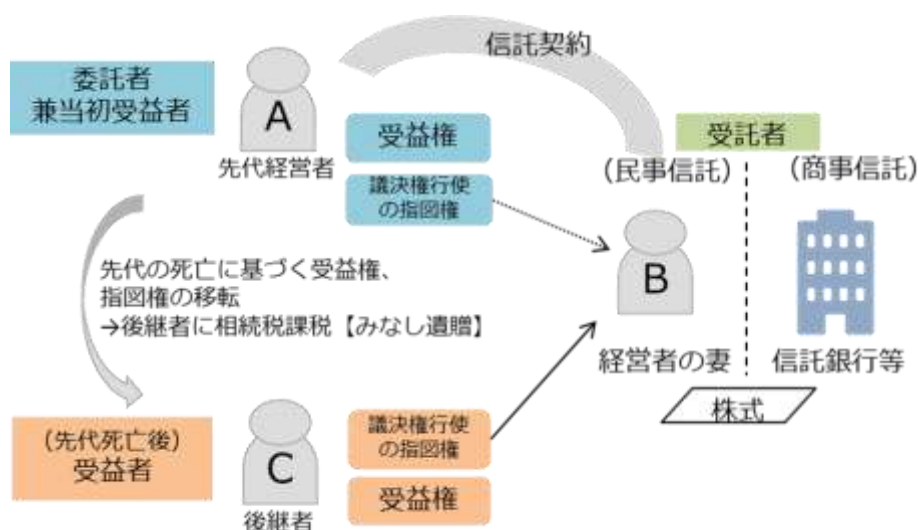 信託契約
委託者
兼当初受益者
A
先代経営者
受益権
議決権行使
の指図権
受託者
（民事信託）
（商事信託）
B
経営者の妻
信託銀行等
株式
先代の死亡に基づく受益権、
指図権の移転
→後継者に相続税課税【みなし遺贈】
（先代死亡後）
受益者
C
後継者
議決権行使
の指図権
受益権